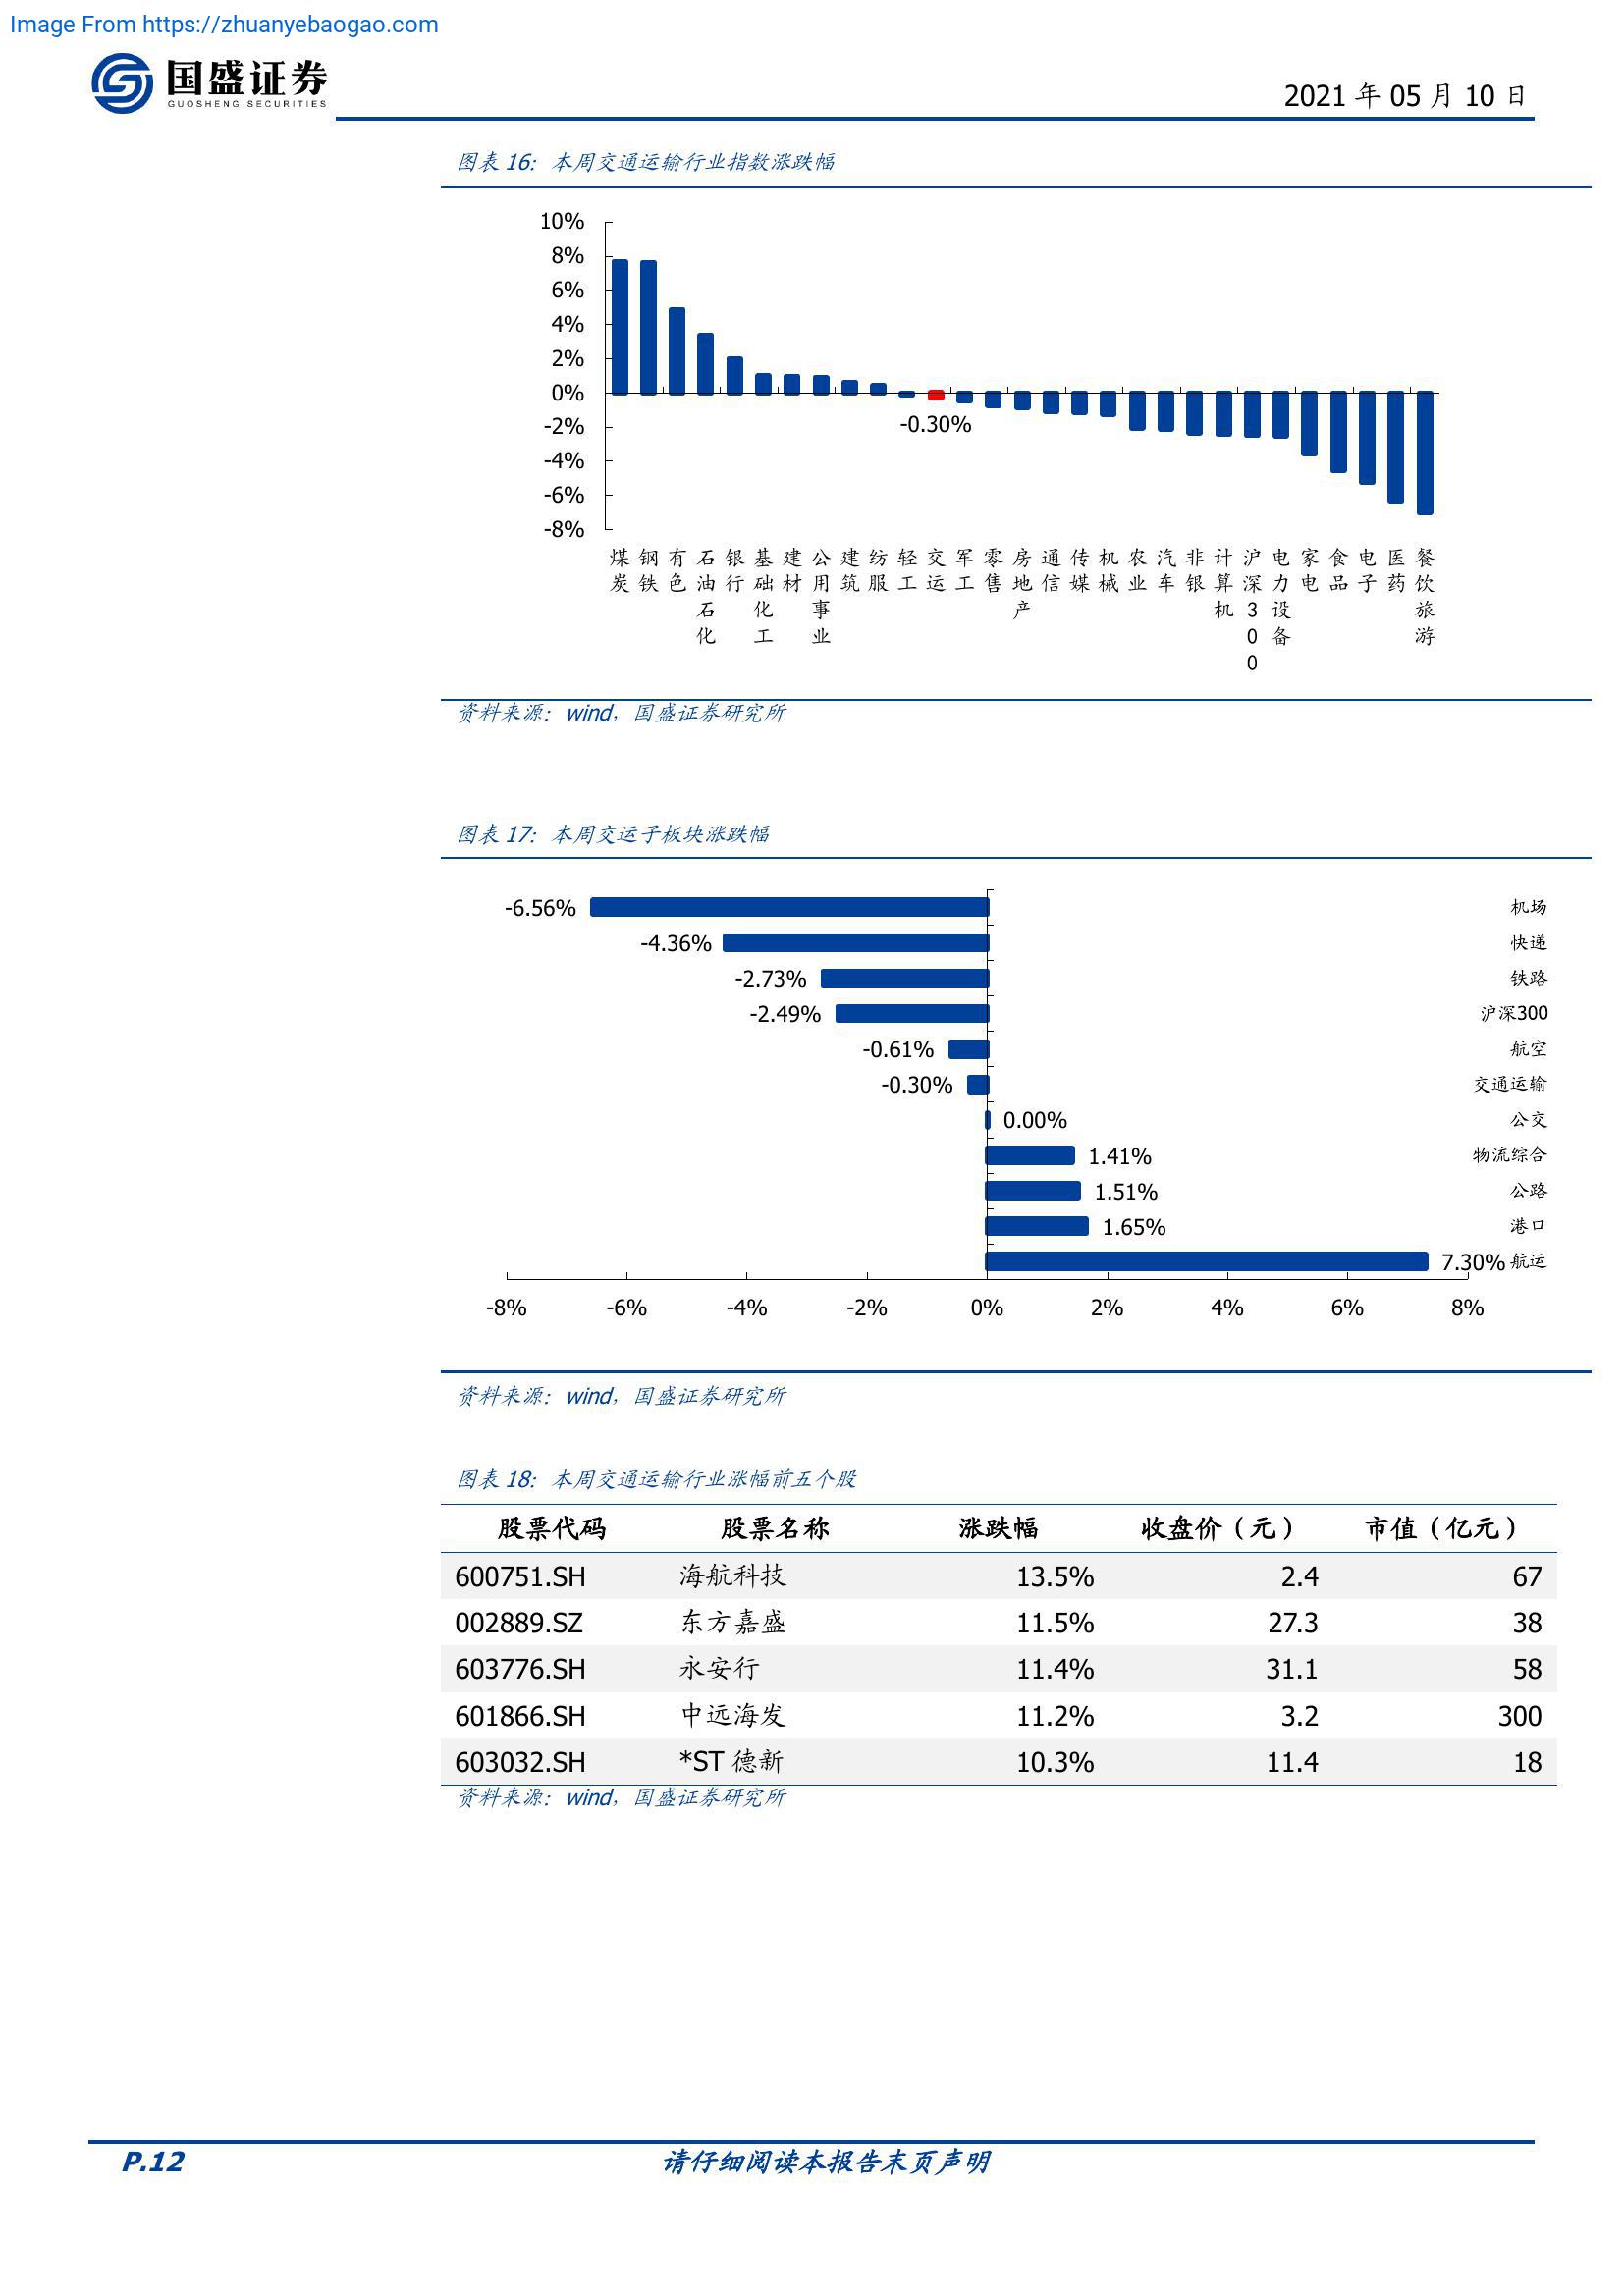 Image From https://zhuanyebaogao.com
国盛证券
GUOSHENG SECURITIES
2021 年 05 月 10 日
图表 16：本周交通运输行业指数涨跌幅
10%
8%
6%
4%
2%
0%
-2%
-4%
-6%
-8%
-0.30%
煤炭
钢铁
有色
石油石化
银行
基础化工
建材
公用事业
建筑
纺服
轻工
交运
军工
零售
房地产
通信
传媒
机械
农业
汽车
非银
计算机
沪深300
电力设备
家电
食品
电子
医药
餐饮旅游
资料来源：wind，国盛证券研究所
图表 17：本周交运子板块涨跌幅
-6.56% 机场
-4.36% 快递
-2.73% 铁路
-2.49% 沪深300
-0.61% 航空
-0.30% 交通运输
0.00% 公交
1.41% 物流综合
1.51% 公路
1.65% 港口
7.30% 航运
-8% -6% -4% -2% 0% 2% 4% 6% 8%
资料来源：wind，国盛证券研究所
图表 18：本周交通运输行业涨幅前五个股
股票代码 股票名称 涨跌幅 收盘价（元） 市值（亿元）
600751.SH 海航科技 13.5% 2.4 67
002889.SZ 东方嘉盛 11.5% 27.3 38
603776.SH 永安行 11.4% 31.1 58
601866.SH 中远海发 11.2% 3.2 300
603032.SH *ST 德新 10.3% 11.4 18
资料来源：wind，国盛证券研究所
P.12 请仔细阅读本报告末页声明